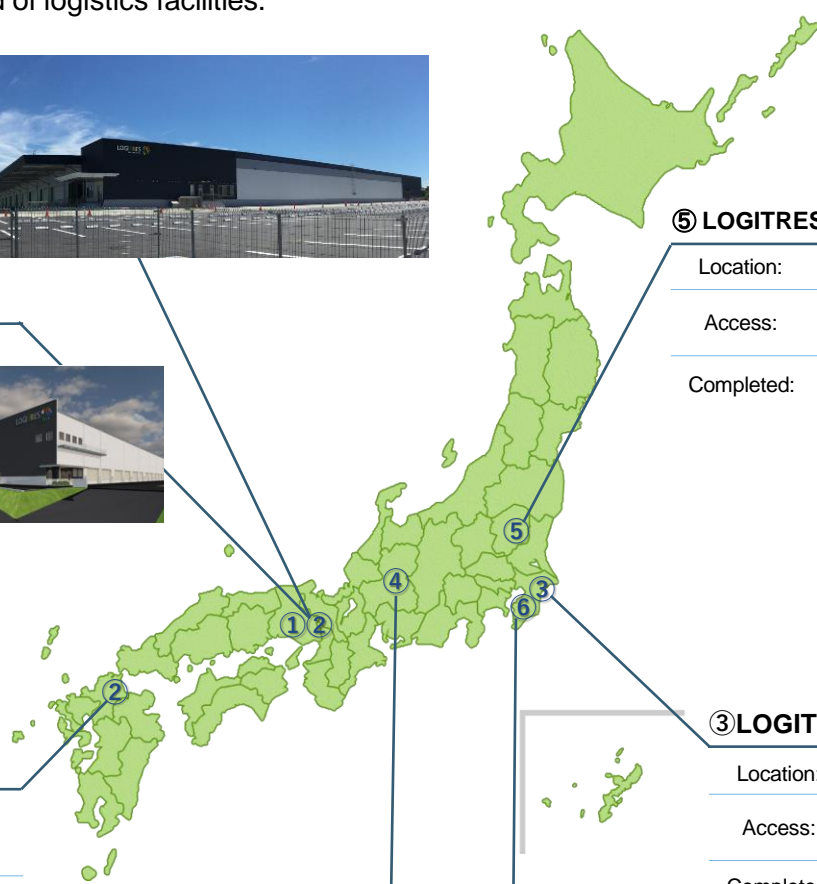 of logistics facilities.
⑤ LOGITRES
Location:
Access:
Completed:
⑤
④
③
⑥
① ②
②
③LOGIT
Location:
Access: